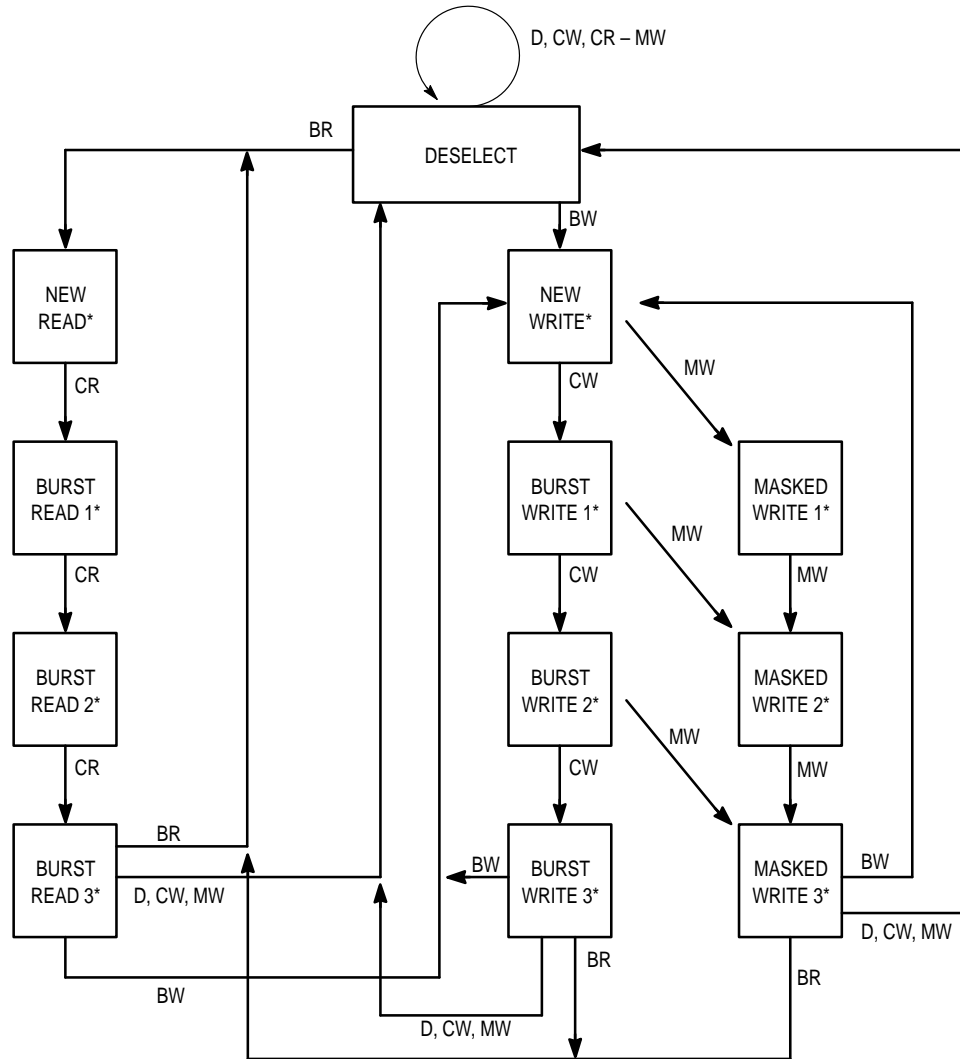 D, CW, CR – MW
BR
DESELECT
BW
NEW
READ*
NEW
WRITE*
CR
CW
MW
BURST
READ 1*
BURST
WRITE 1*
MASKED
WRITE 1*
CR
CW
MW
MW
BURST
READ 2*
BURST
WRITE 2*
MASKED
WRITE 2*
CR
CW
MW
MW
BURST
READ 3*
BR
D, CW, MW
BW
BURST
WRITE 3*
MASKED
WRITE 3*
BW
D, CW, MW
BW
BR
BR
D, CW, MW